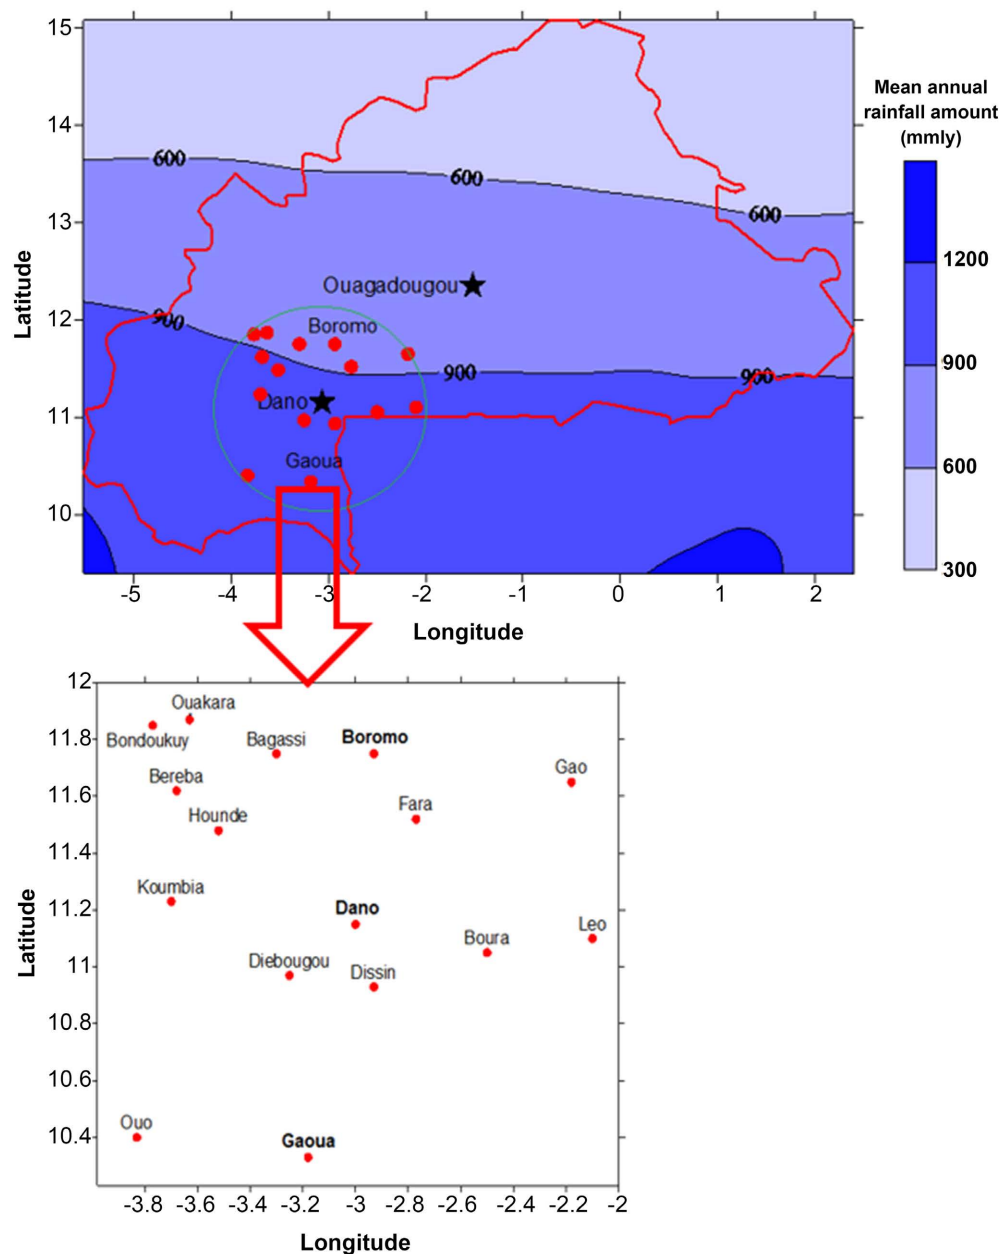 15
14
13
12
11
10
Latitude
600
600
600
900
900
900
Ouagadougou
Boromo
Dano
Gaoua
-5
-4
-3
-2
-1
0
1
2
Longitude
Mean annual
rainfall amount
(mmly)
1200
900
600
300
12
11.8
11.6
11.4
11.2
11
10.8
10.6
10.4
Latitude
Ouakara
Bondoukuy
Bagassi
Boromo
Bereba
Gao
Hounde
Fara
Koumbia
Dano
Boura
Leo
Diebougou
Dissin
Ouo
Gaoua
-3.8
-3.6
-3.4
-3.2
-3
-2.8
-2.6
-2.4
-2.2
-2
Longitude